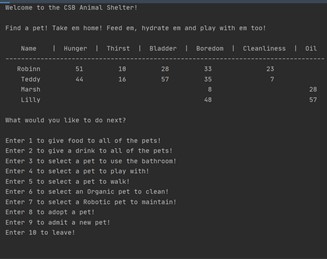 Welcome to the CSB Animal Shelter!
Find a pet! Take em home! Feed em, hydrate em and play with em too!
Name | Hunger | Thirst | Bladder | Boredom | Cleanliness | Oil
Robinn 51 10 28 33 23
Teddy 44 16 57 35 7
Marsh 8 28
Lilly 48 57
What would you like to do next?
Enter 1 to give food to all of the pets!
Enter 2 to give a drink to all of the pets!
Enter 3 to select a pet to use the bathroom!
Enter 4 to select a pet to play with!
Enter 5 to select a pet to walk!
Enter 6 to select an Organic pet to clean!
Enter 7 to select a Robotic pet to maintain!
Enter 8 to adopt a pet!
Enter 9 to admit a new pet!
Enter 10 to leave!